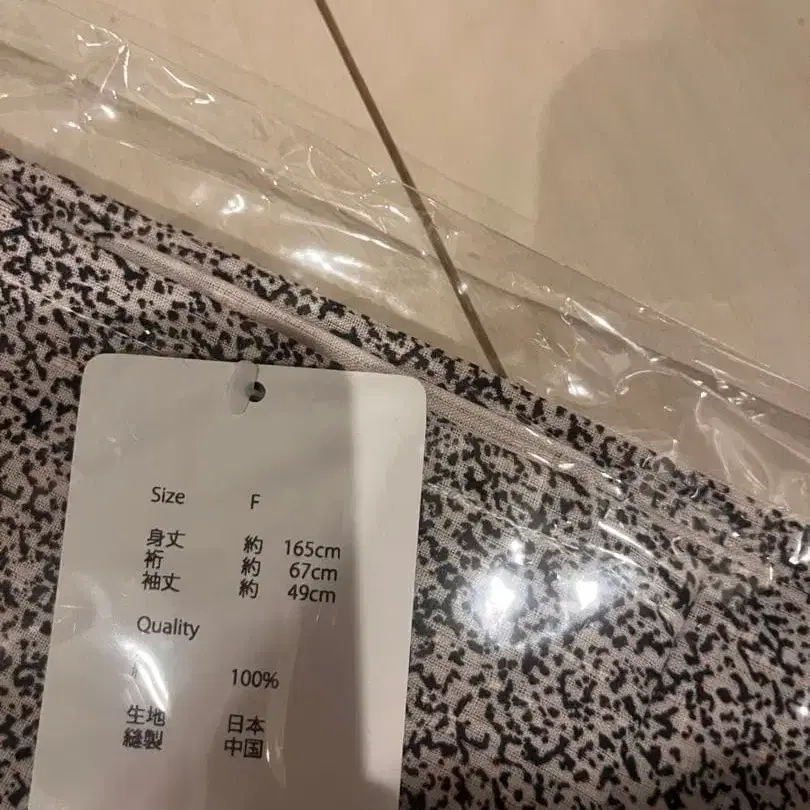 Size F
身丈 約 165cm
裄 約 67cm
袖丈 約 49cm
Quality
100%
生地 日本
縫製 中国